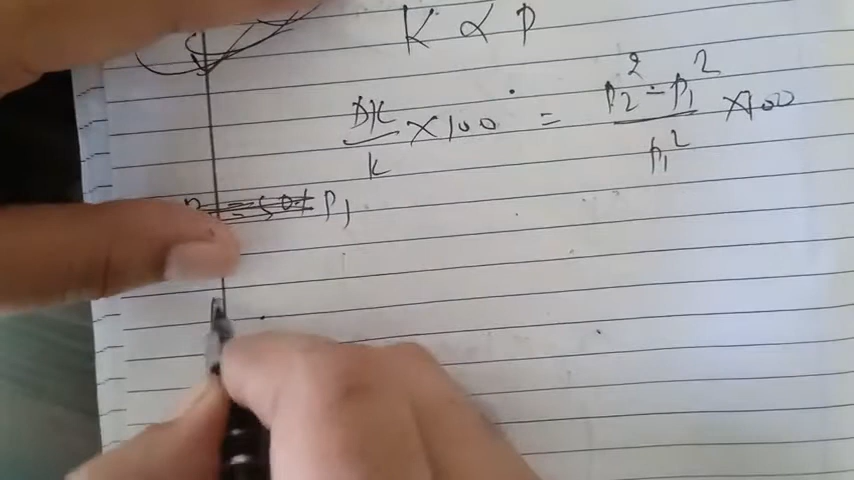 K ∝ P
ΔK/K × 100 = (P₂² - P₁²)/P₁² × 100
P₁